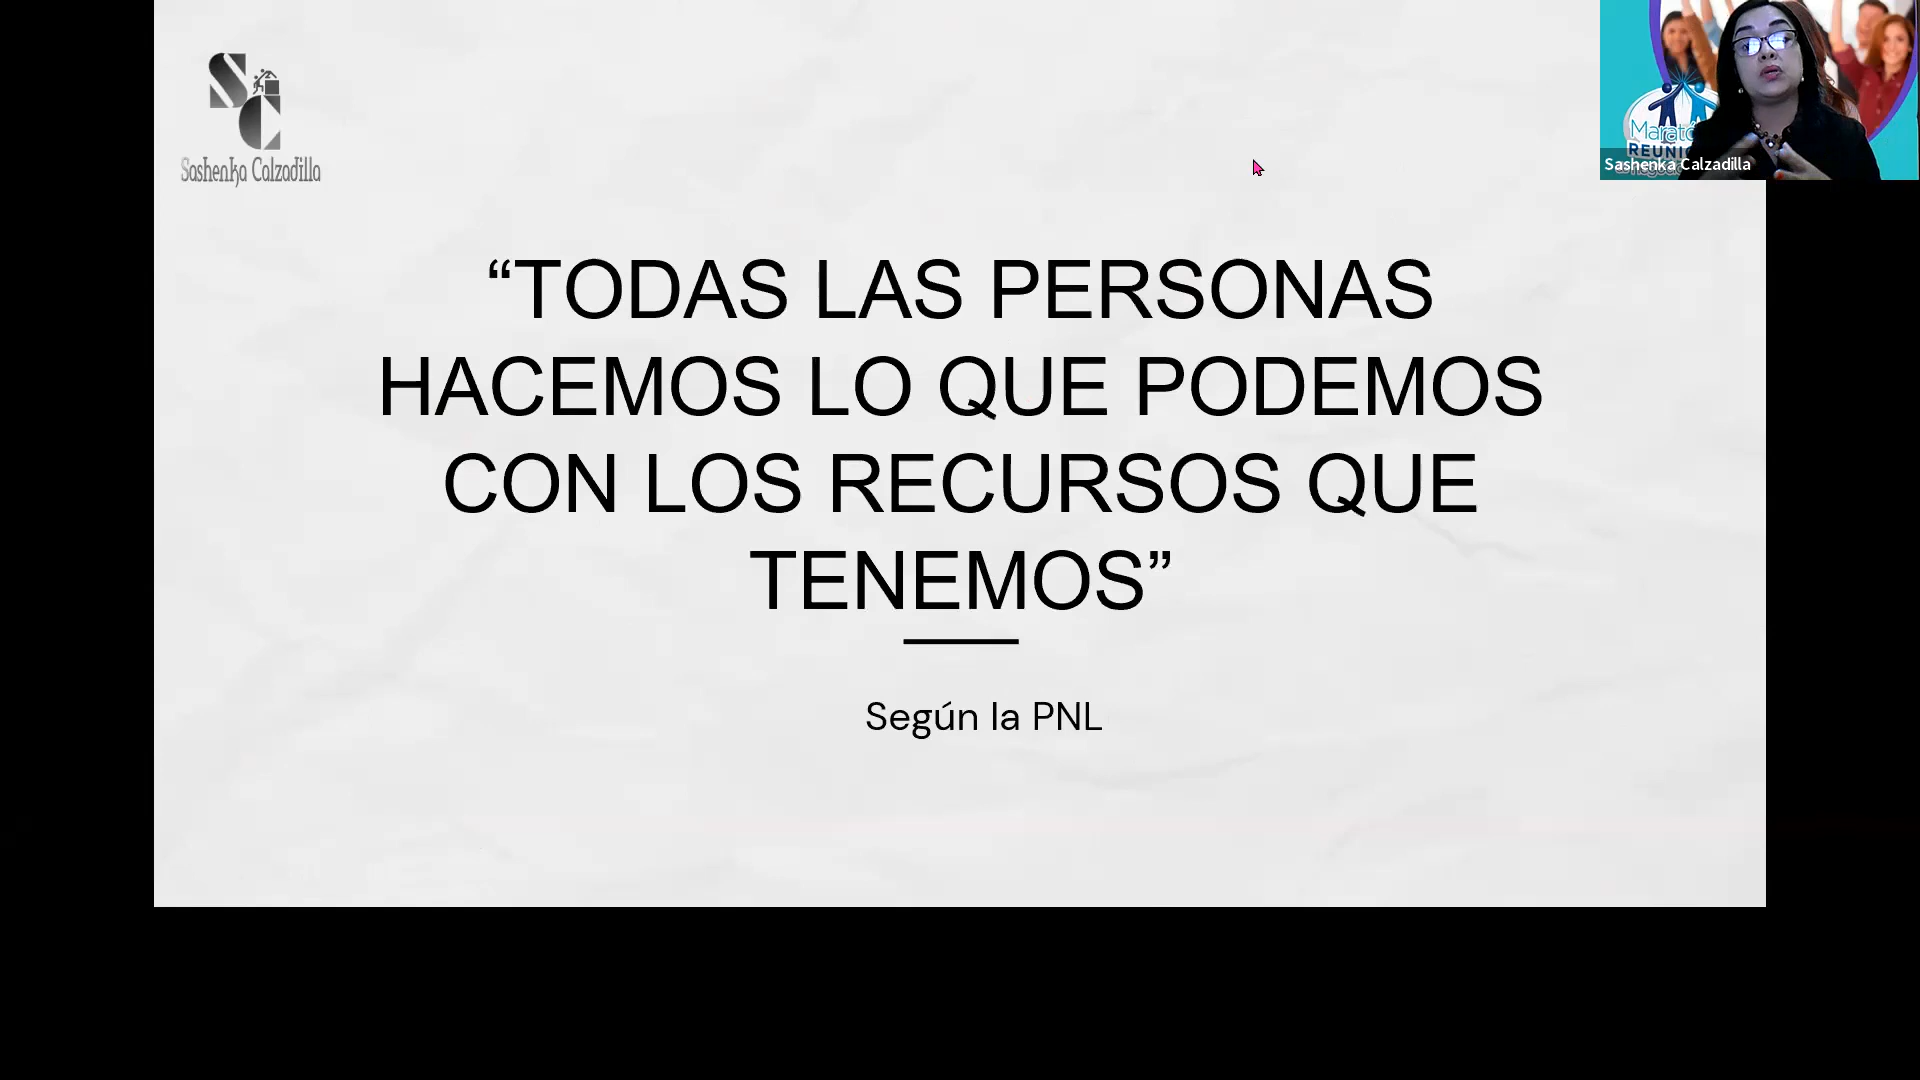 SC
Sashenka Calzadilla
“TODAS LAS PERSONAS
HACEMOS LO QUE PODEMOS
CON LOS RECURSOS QUE
TENEMOS”
Según la PNL
Sashenka Calzadilla